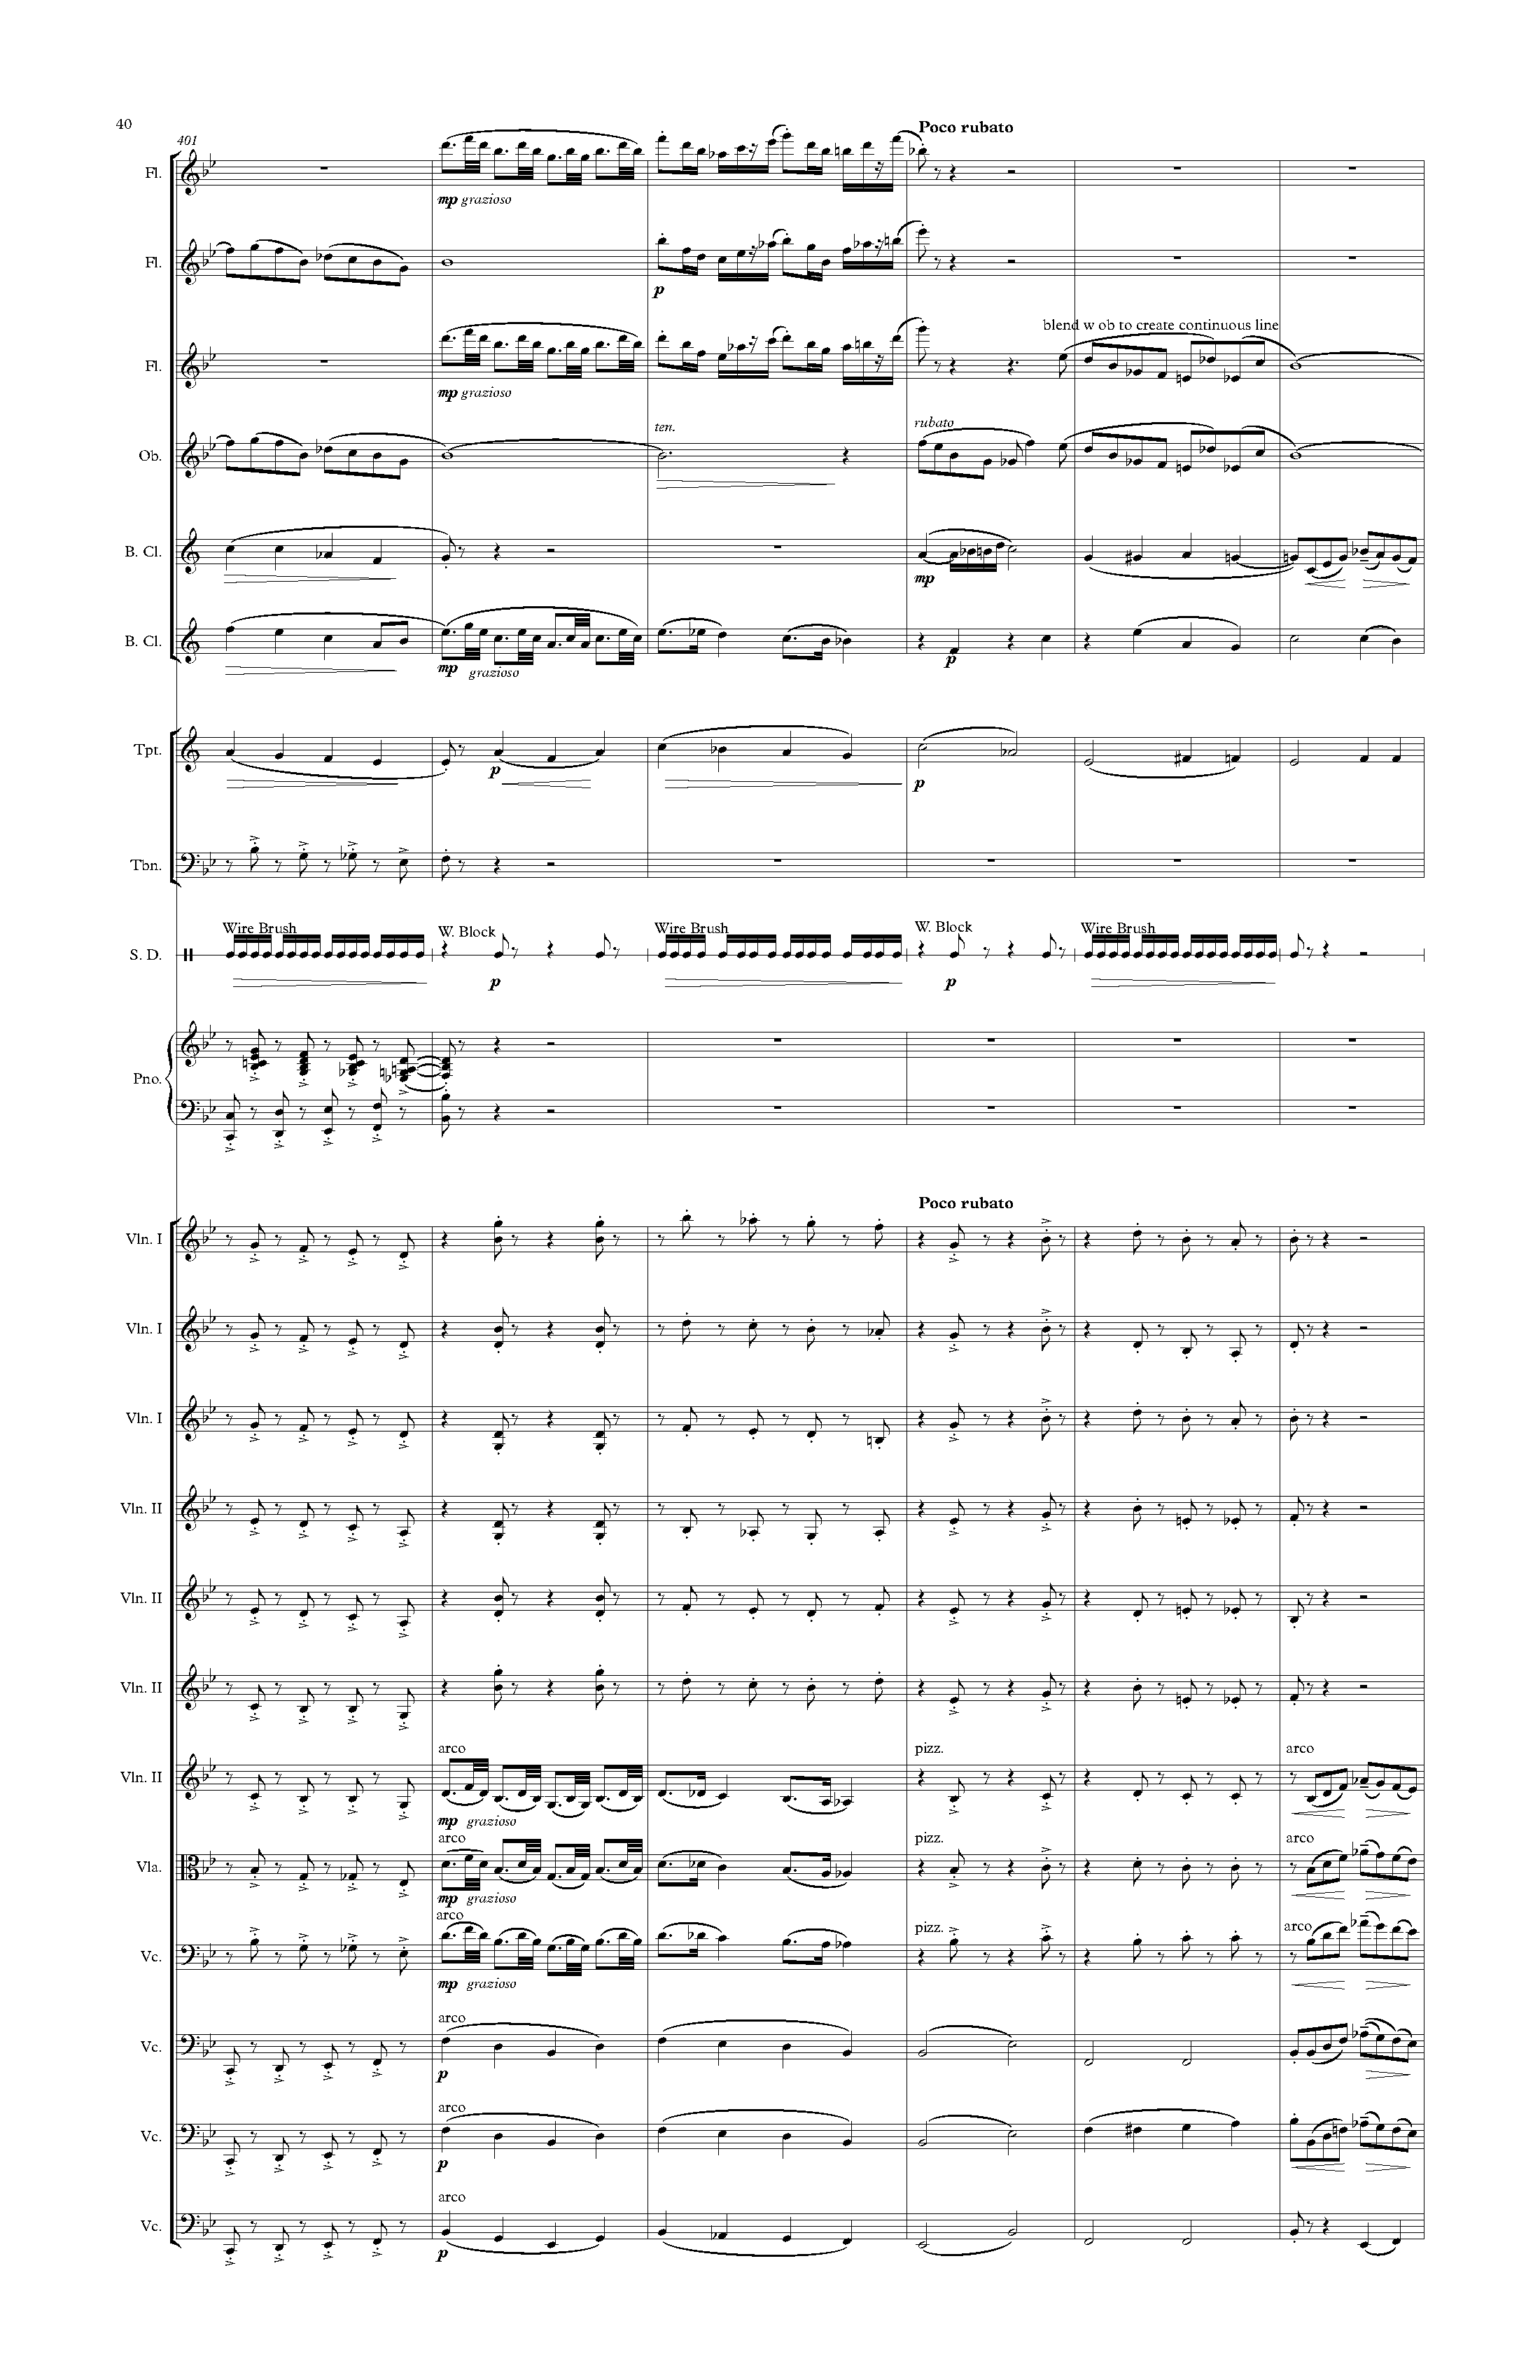 40
401
Poco rubato
Fl.
mp grazioso
Fl.
p
blend w ob to create continuous line
Fl.
mp grazioso
ten.
rubato
Ob.
B. Cl.
mp
B. Cl.
mp grazioso
p
Tpt.
p
p
Tbn.
Wire Brush
W. Block
Wire Brush
W. Block
Wire Brush
S. D.
p
p
Pno.
Poco rubato
Vln. I
Vln. I
Vln. I
Vln. II
Vln. II
Vln. II
arco
pizz.
arco
Vln. II
mp grazioso
arco
pizz.
arco
Vla.
mp grazioso
arco
pizz.
arco
Vc.
mp grazioso
arco
Vc.
p
arco
Vc.
p
arco
Vc.
p